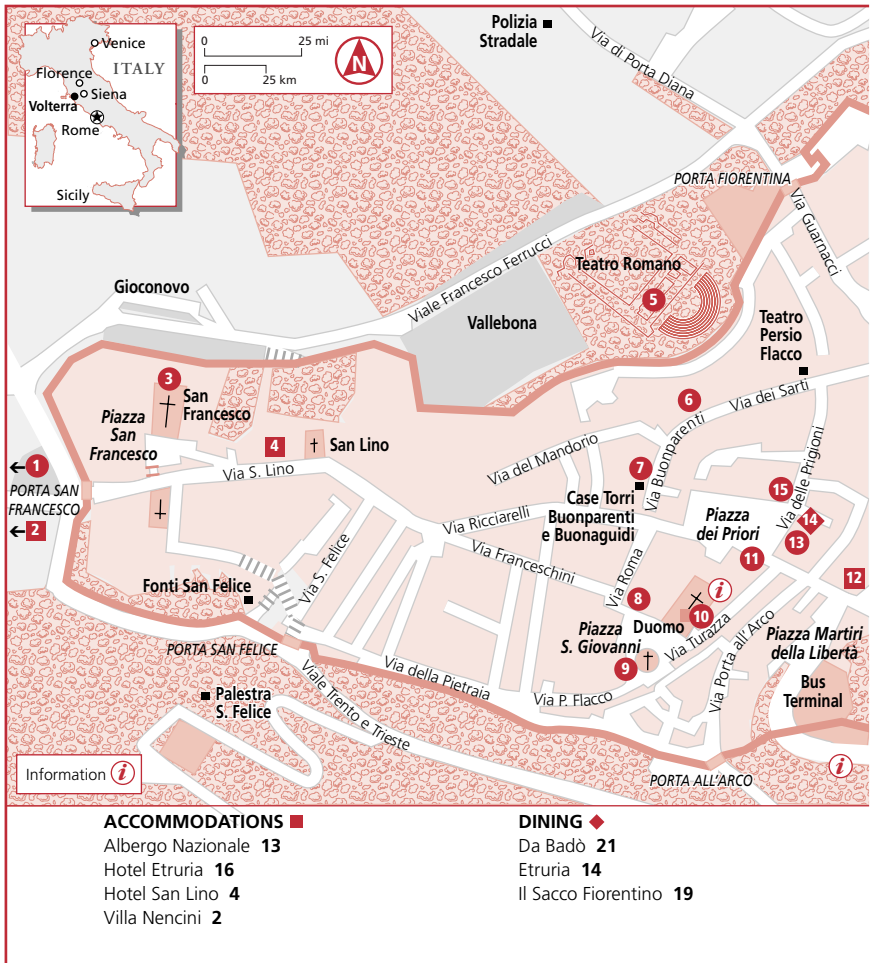 Venice
ITALY
Florence
Siena
Volterra
Rome
Sicily
0 25 mi
0 25 km
N
Polizia
Stradale
Via di Porta Diana
PORTA FIORENTINA
Via Guarnacci
Teatro Romano
5
Viale Francesco Ferrucci
Gioconovo
Vallebona
Teatro
Persio
Flacco
3
San
Francesco
Piazza
San
Francesco
6
Via dei Sarti
Via Buonparenti
4
San Lino
Via S. Lino
Via del Mandorio
7
1
PORTA SAN
FRANCESCO
2
Case Torri
Buonparenti
e Buonaguidi
15
Via delle Prigioni
14
13
Piazza
dei Priori
11
12
Via Ricciarelli
Via Franceschini
Via S. Felice
Via Roma
Fonti San Felice
8
i
10
Duomo
Piazza
S. Giovanni
9
Via Turazza
Via Porta all'Arco
Piazza Martiri
della Libertà
Bus
Terminal
PORTA SAN FELICE
Via della Pietraia
Via P. Flacco
Viale Trento e Trieste
Palestra
S. Felice
Information i
PORTA ALL'ARCO
i
ACCOMMODATIONS
Albergo Nazionale 13
Hotel Etruria 16
Hotel San Lino 4
Villa Nencini 2
DINING
Da Badò 21
Etruria 14
Il Sacco Fiorentino 19